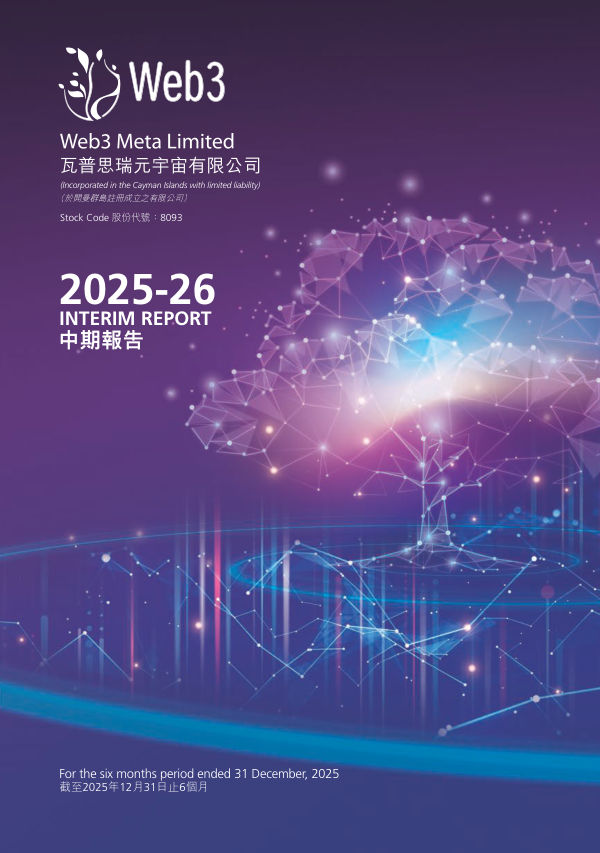 Web3
Web3 Meta Limited
瓦普思瑞元宇宙有限公司
(Incorporated in the Cayman Islands with limited liability)
（於開曼群島註冊成立之有限公司）
Stock Code 股份代號：8093
2025-26
INTERIM REPORT
中期報告
For the six months period ended 31 December, 2025
截至2025年12月31日止6個月